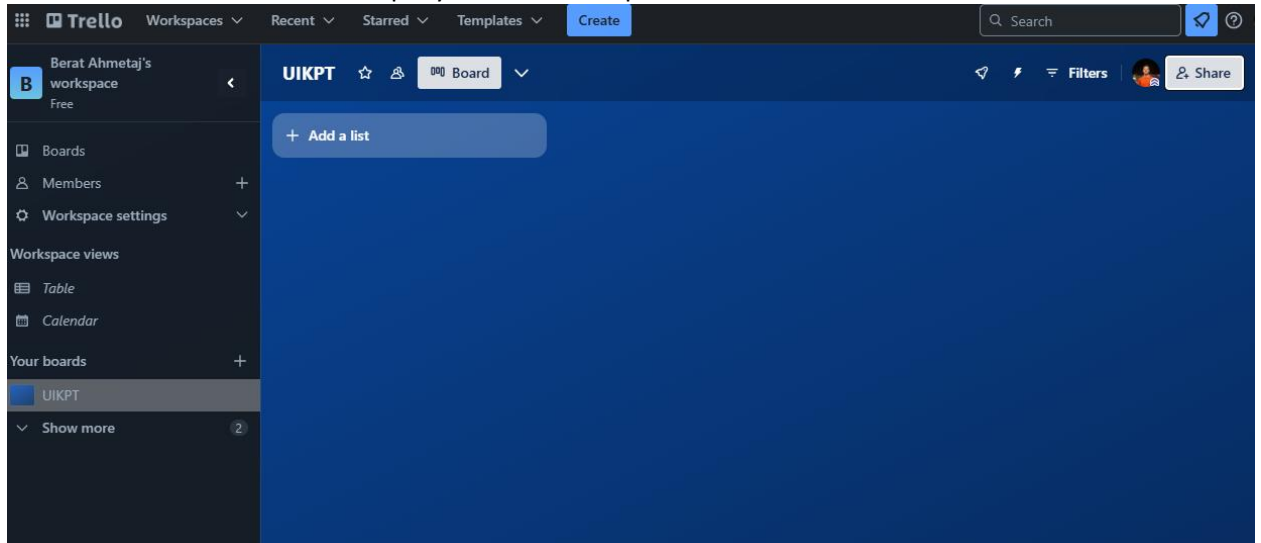 Trello Workspaces Recent Starred Templates Create Search
B Berat Ahmetaj's workspace
Free
UIKPT Board Filters Share
+ Add a list
Boards
Members +
Workspace settings
Workspace views
Table
Calendar
Your boards +
UIKPT
Show more 2